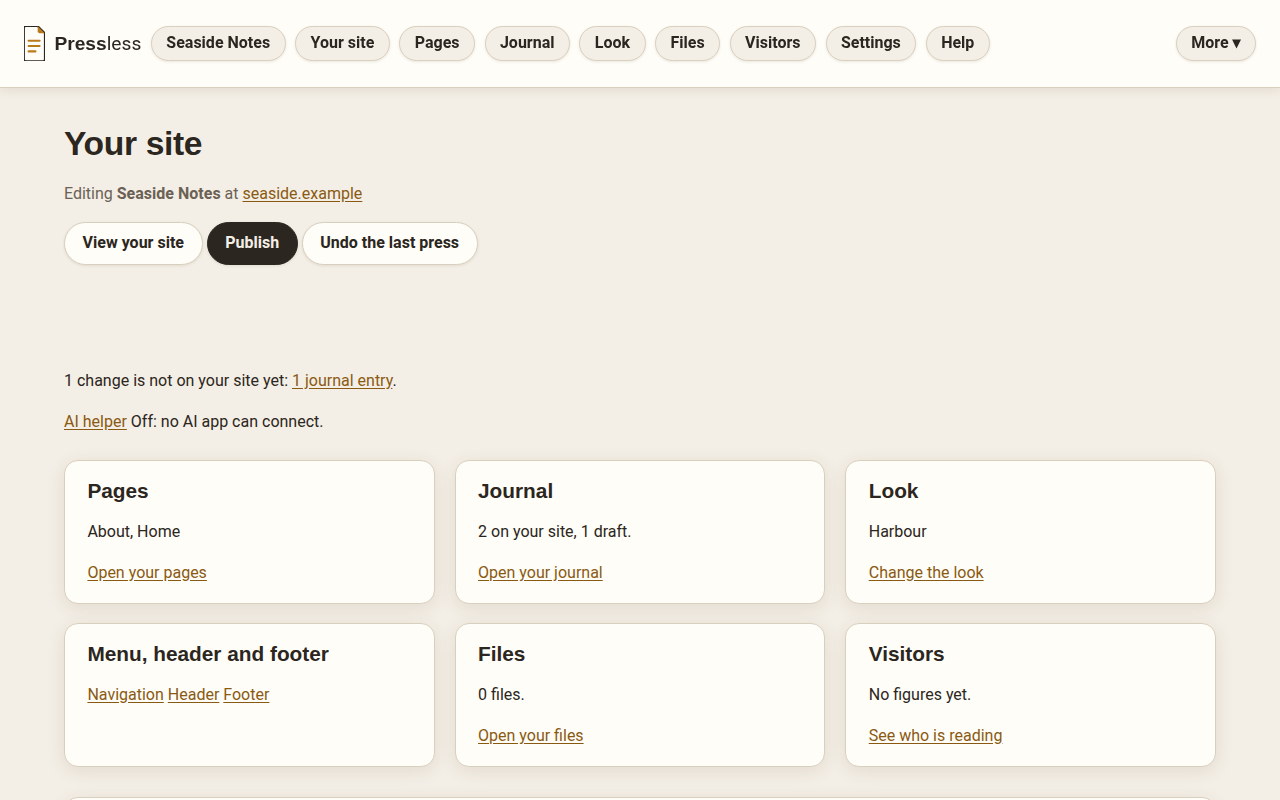 Pressless Seaside Notes Your site Pages Journal Look Files Visitors Settings Help More ▾
Your site
Editing Seaside Notes at seaside.example
View your site Publish Undo the last press
1 change is not on your site yet: 1 journal entry.
AI helper Off: no AI app can connect.
Pages
About, Home
Open your pages
Journal
2 on your site, 1 draft.
Open your journal
Look
Harbour
Change the look
Menu, header and footer
Navigation Header Footer
Files
0 files.
Open your files
Visitors
No figures yet.
See who is reading